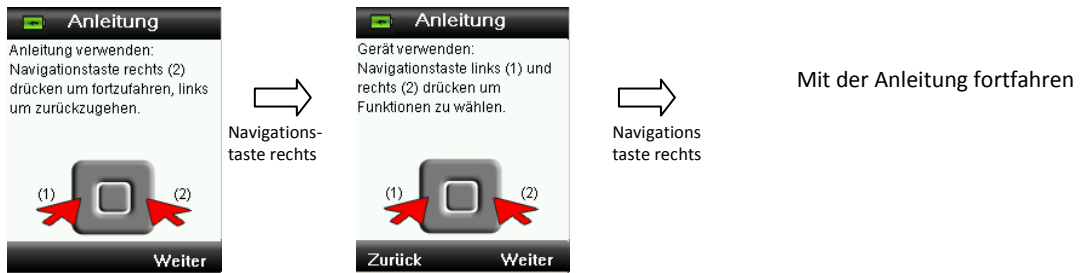 Anleitung
Anleitung verwenden:
Navigationstaste rechts (2)
drücken um fortzufahren, links
um zurückzugehen.
(1)
(2)
Weiter
Navigations-
taste rechts
Anleitung
Gerät verwenden:
Navigationstaste links (1) und
rechts (2) drücken um
Funktionen zu wählen.
(1)
(2)
Zurück Weiter
Navigations
taste rechts
Mit der Anleitung fortfahren